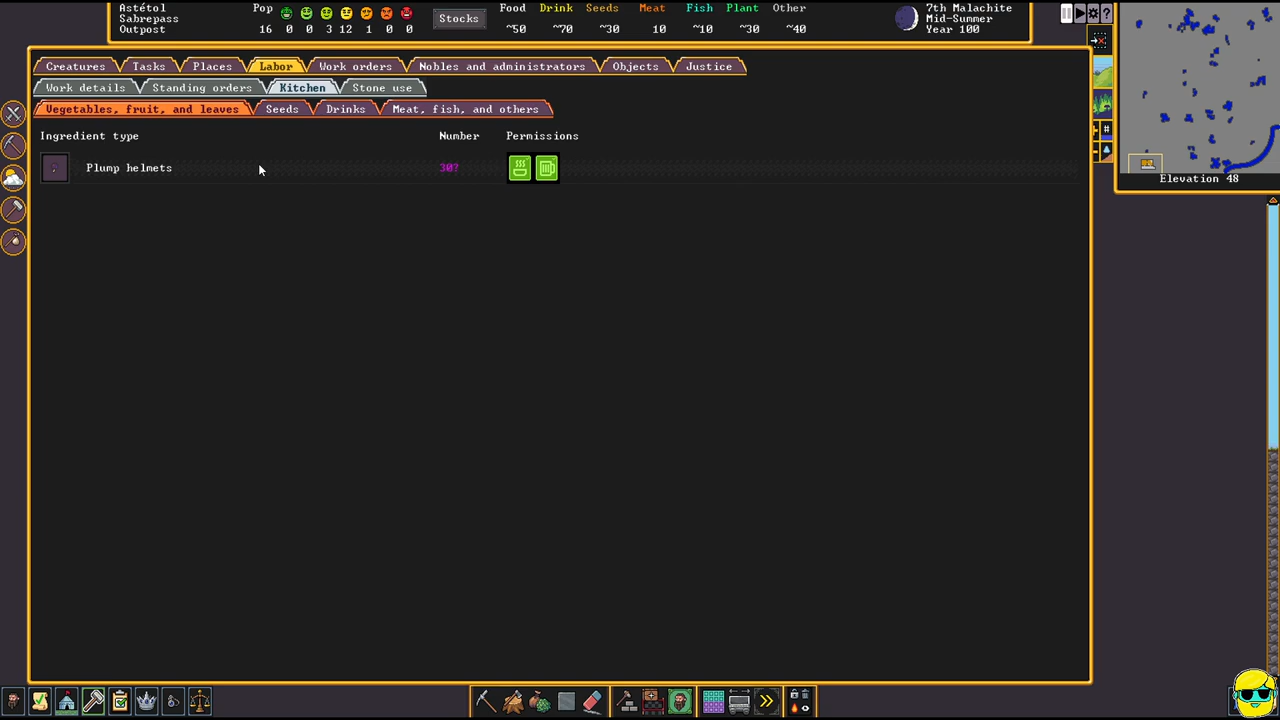 Astétol
Sabrepass
Outpost
Pop
16 0 0 3 12 1 0 0
Stocks
Food Drink Seeds Meat Fish Plant Other
~50 ~70 ~30 10 ~10 ~30 ~40
7th Malachite
Mid-Summer
Year 100
?
Elevation 48
Creatures Tasks Places Labor Work orders Nobles and administrators Objects Justice
Work details Standing orders Kitchen Stone use
Vegetables, fruit, and leaves Seeds Drinks Meat, fish, and others
Ingredient type Number Permissions
Plump helmets 30?